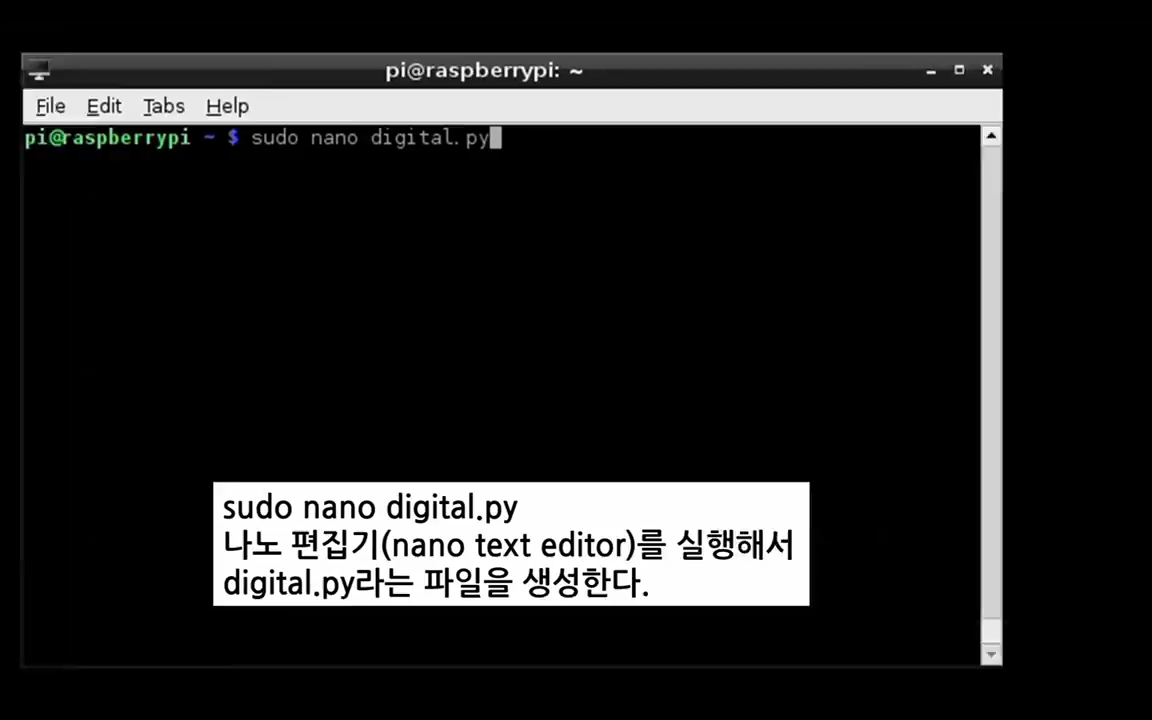 pi@raspberrypi: ~
File Edit Tabs Help
pi@raspberrypi ~ $ sudo nano digital.py
sudo nano digital.py
나노 편집기(nano text editor)를 실행해서
digital.py라는 파일을 생성한다.